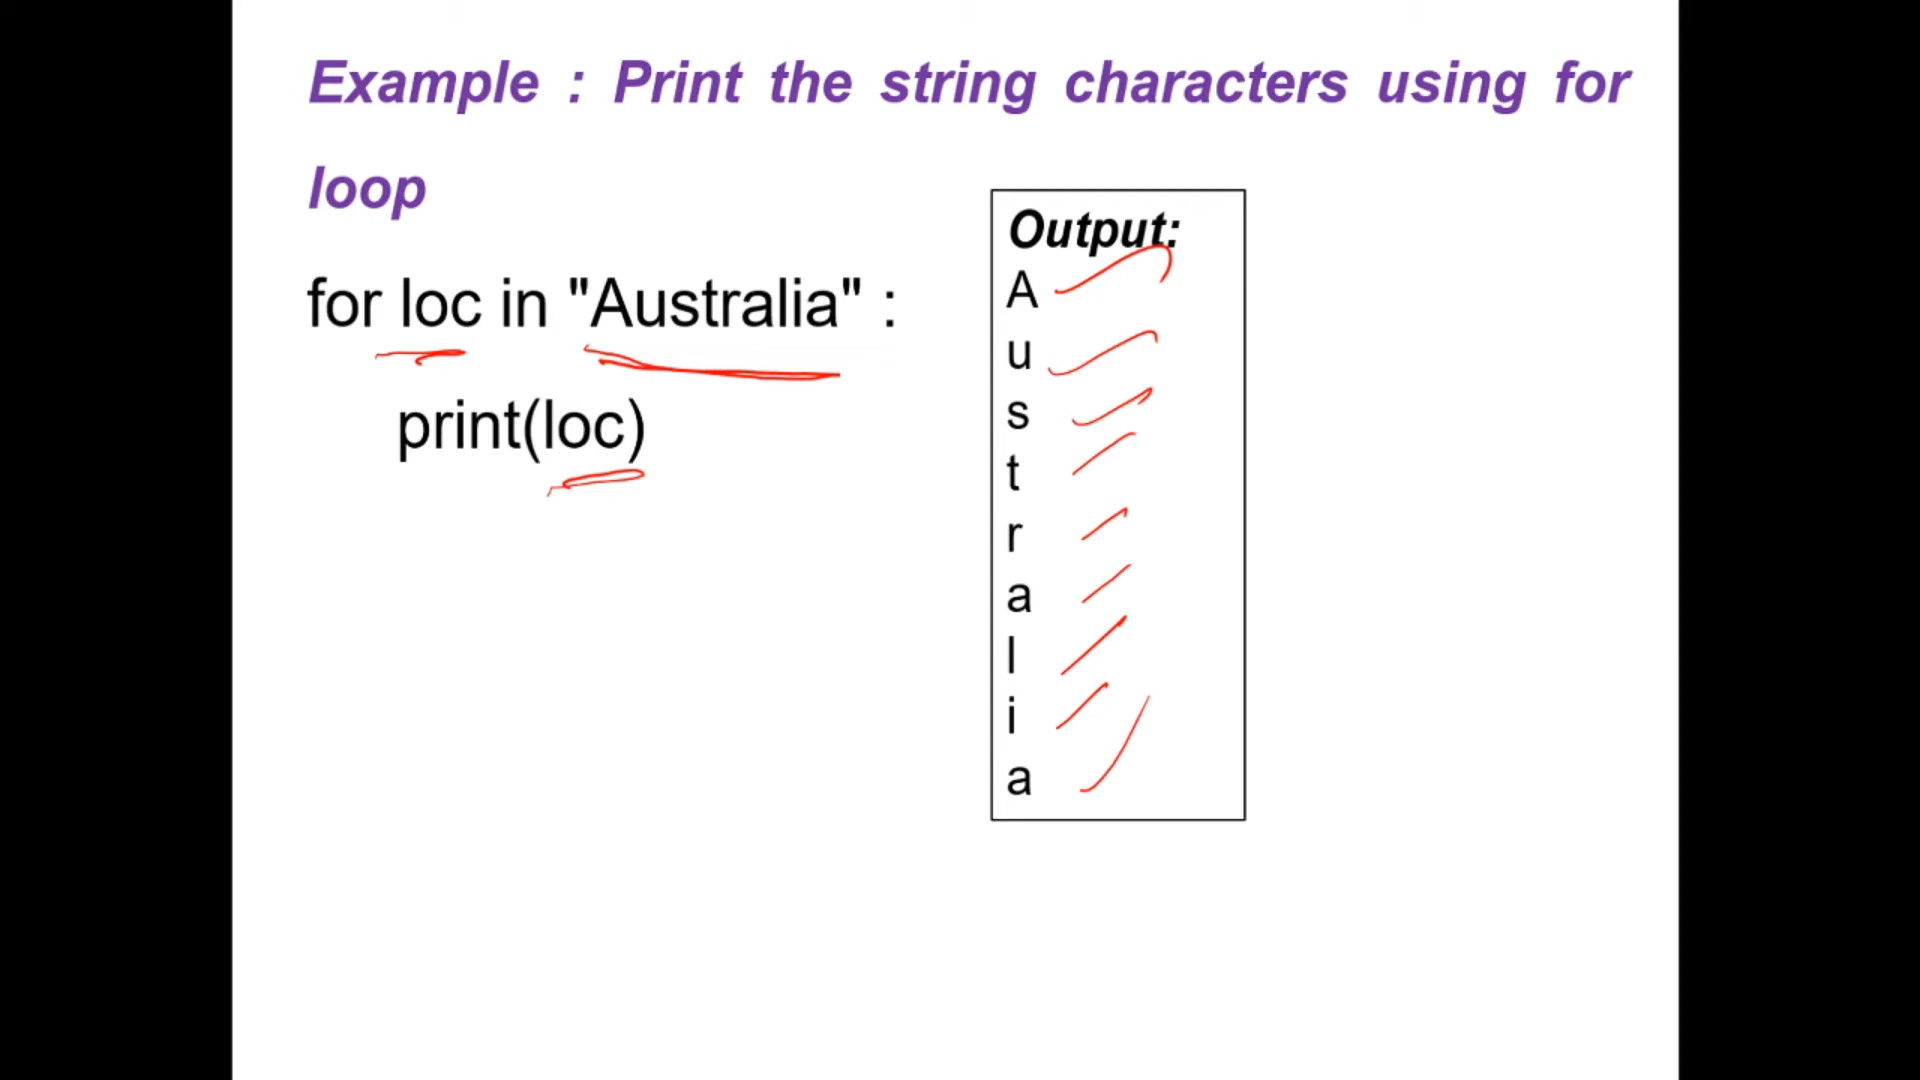 Example : Print the string characters using for
loop
for loc in "Australia" :
print(loc)
Output:
A
u
s
t
r
a
l
i
a